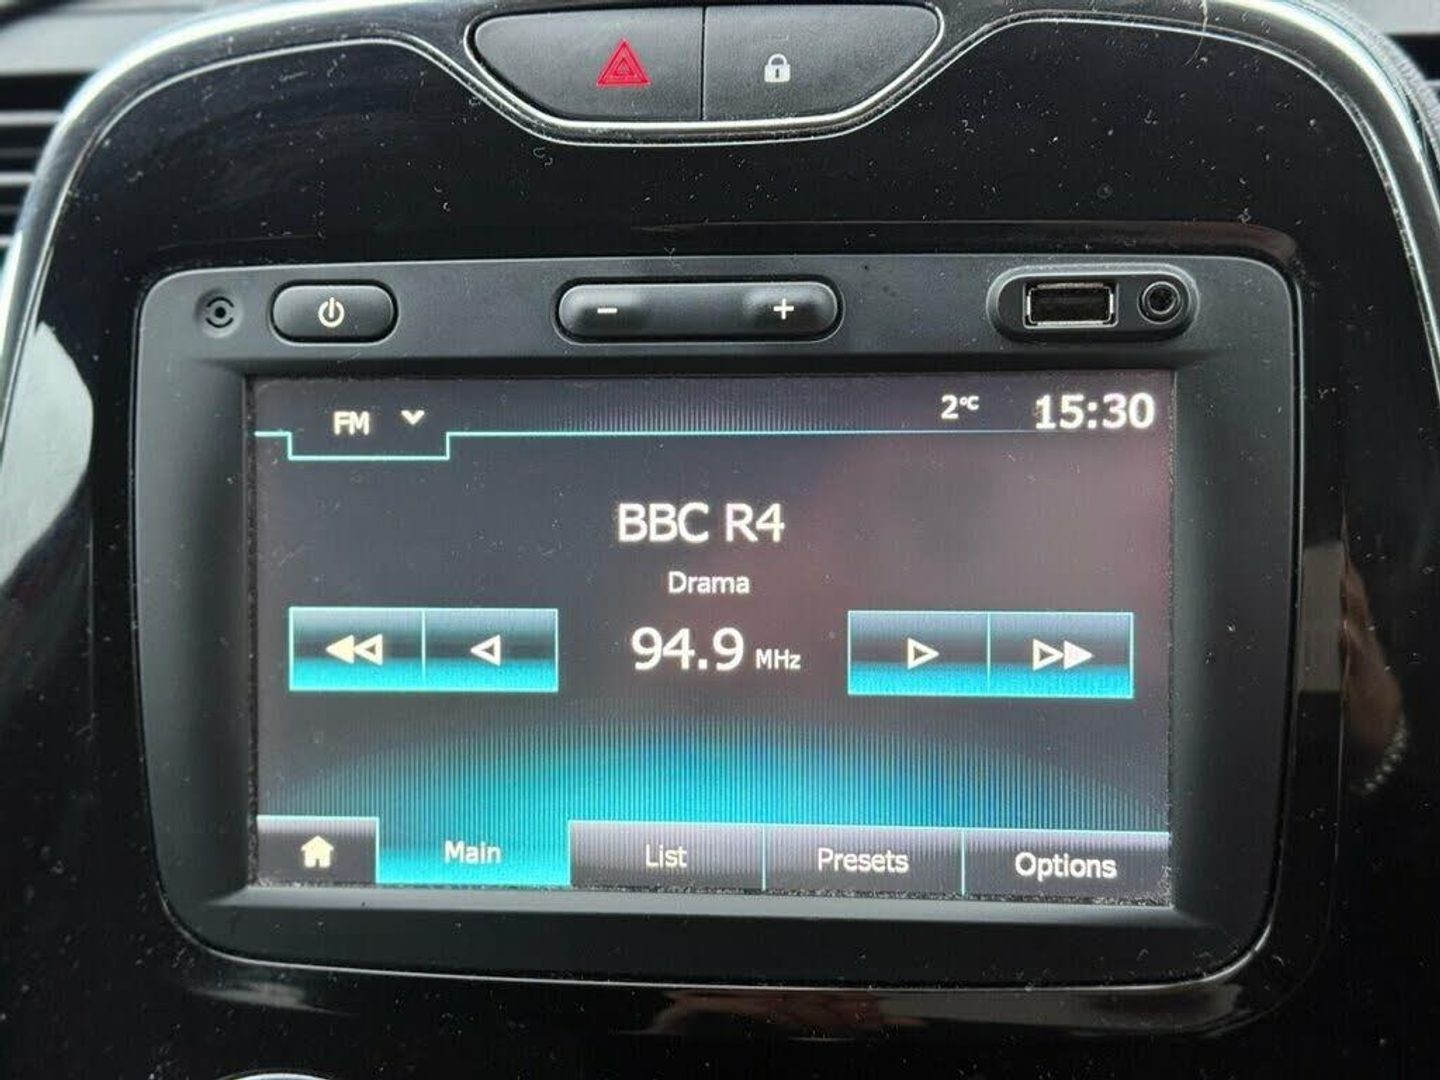 FM 2°C 15:30
BBC R4
Drama
94.9 MHz
Main List Presets Options